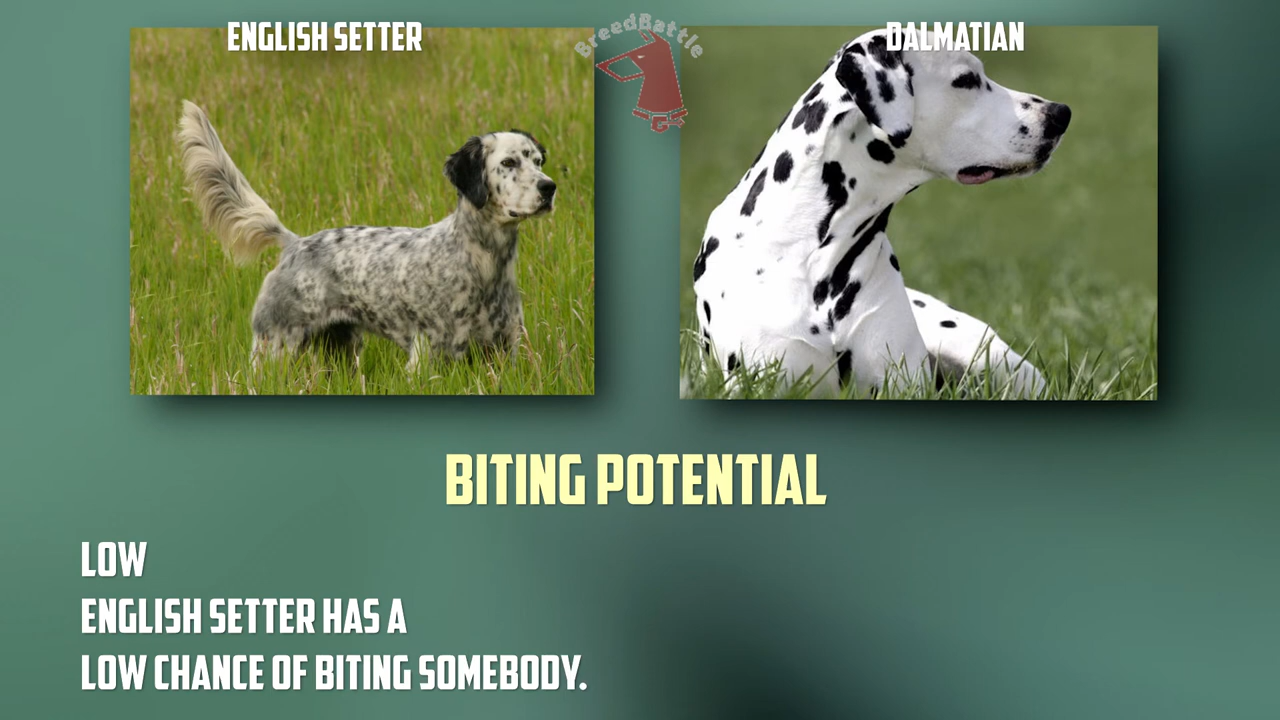 ENGLISH SETTER
BreedBattle
DALMATIAN
BITING POTENTIAL
LOW
ENGLISH SETTER HAS A
LOW CHANCE OF BITING SOMEBODY.